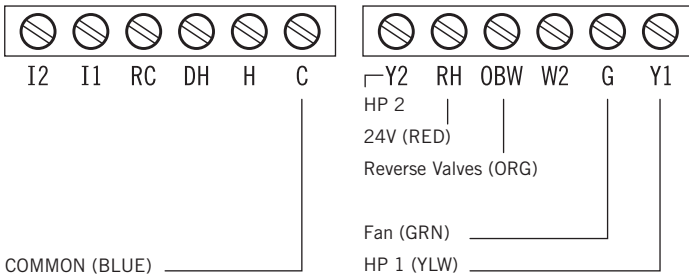 I2 I1 RC DH H C
Y2 RH OBW W2 G Y1
HP 2
24V (RED)
Reverse Valves (ORG)
Fan (GRN)
COMMON (BLUE)
HP 1 (YLW)